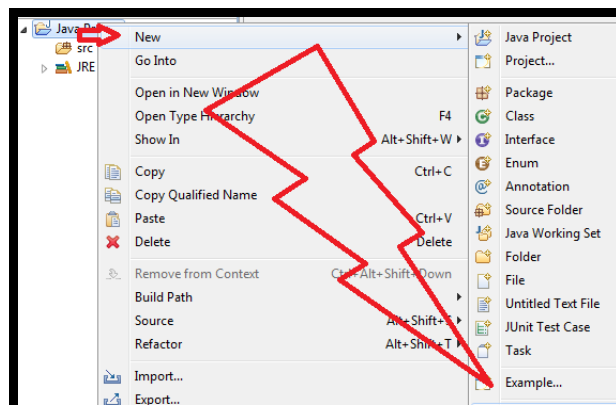 Java Pr
src
JRE
New
Go Into
Open in New Window
Open Type Hierarchy F4
Show In Alt+Shift+W
Copy Ctrl+C
Copy Qualified Name
Paste Ctrl+V
Delete Delete
Remove from Context Ctrl+Alt+Shift+Down
Build Path
Source Alt+Shift+S
Refactor Alt+Shift+T
Import...
Export...
Java Project
Project...
Package
Class
Interface
Enum
Annotation
Source Folder
Java Working Set
Folder
File
Untitled Text File
JUnit Test Case
Task
Example...